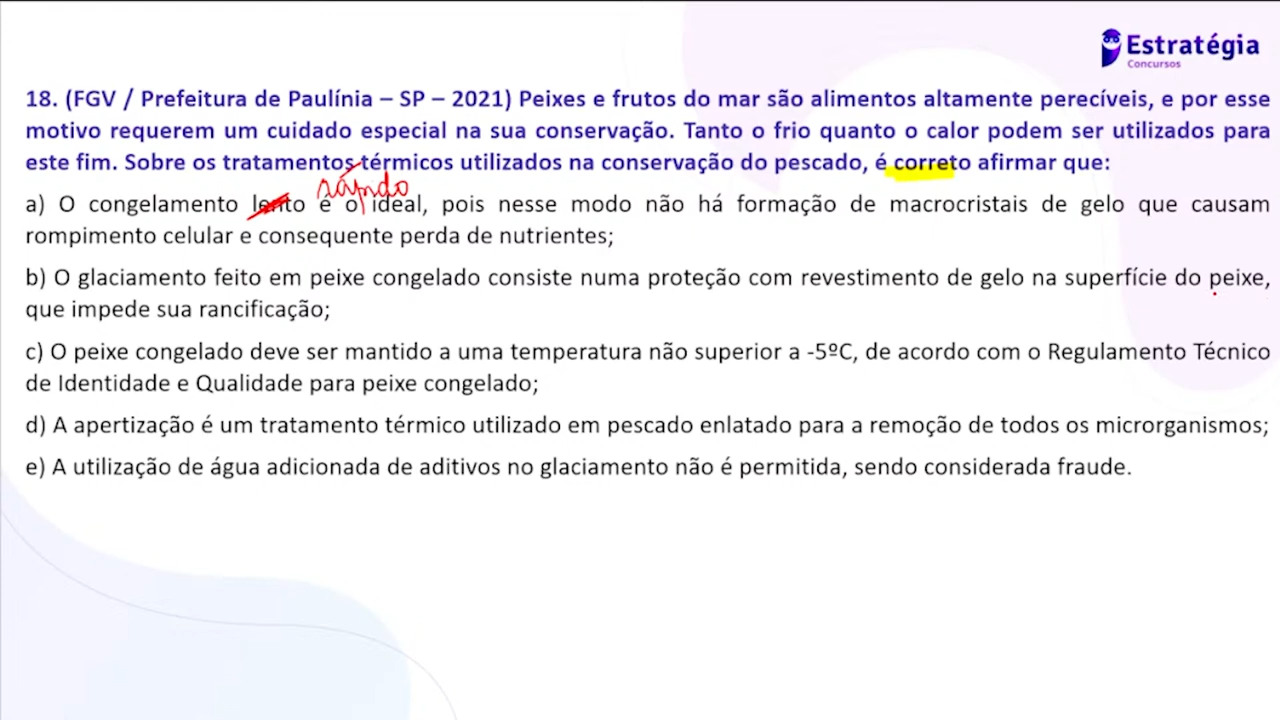 Estratégia
Concursos
18. (FGV / Prefeitura de Paulínia – SP – 2021) Peixes e frutos do mar são alimentos altamente perecíveis, e por esse
motivo requerem um cuidado especial na sua conservação. Tanto o frio quanto o calor podem ser utilizados para
este fim. Sobre os tratamentos térmicos utilizados na conservação do pescado, é correto afirmar que:
rápido
a) O congelamento lento é o ideal, pois nesse modo não há formação de macrocristais de gelo que causam
rompimento celular e consequente perda de nutrientes;
b) O glaciamento feito em peixe congelado consiste numa proteção com revestimento de gelo na superfície do peixe,
que impede sua rancificação;
c) O peixe congelado deve ser mantido a uma temperatura não superior a -5ºC, de acordo com o Regulamento Técnico
de Identidade e Qualidade para peixe congelado;
d) A apertização é um tratamento térmico utilizado em pescado enlatado para a remoção de todos os microrganismos;
e) A utilização de água adicionada de aditivos no glaciamento não é permitida, sendo considerada fraude.